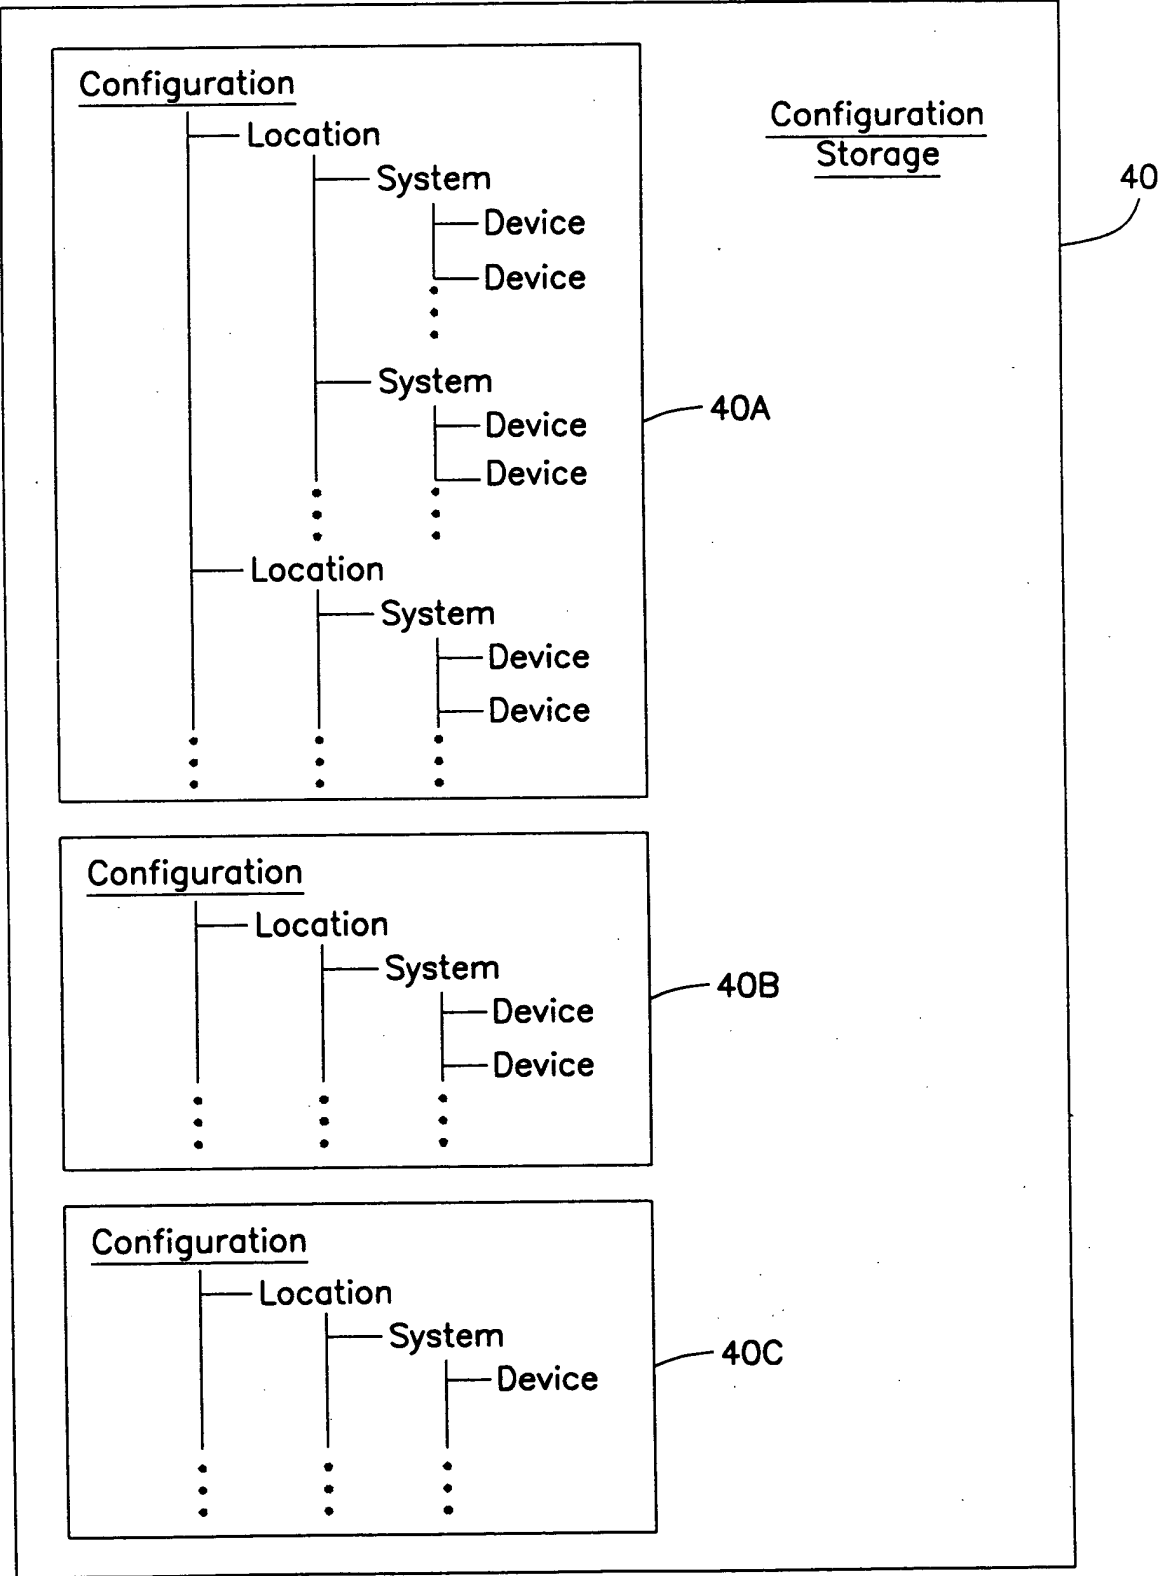 Configuration
Storage
40
Configuration
Location
System
Device
Device
System
Device
Device
Location
System
Device
Device
40A
Configuration
Location
System
Device
Device
40B
Configuration
Location
System
Device
40C